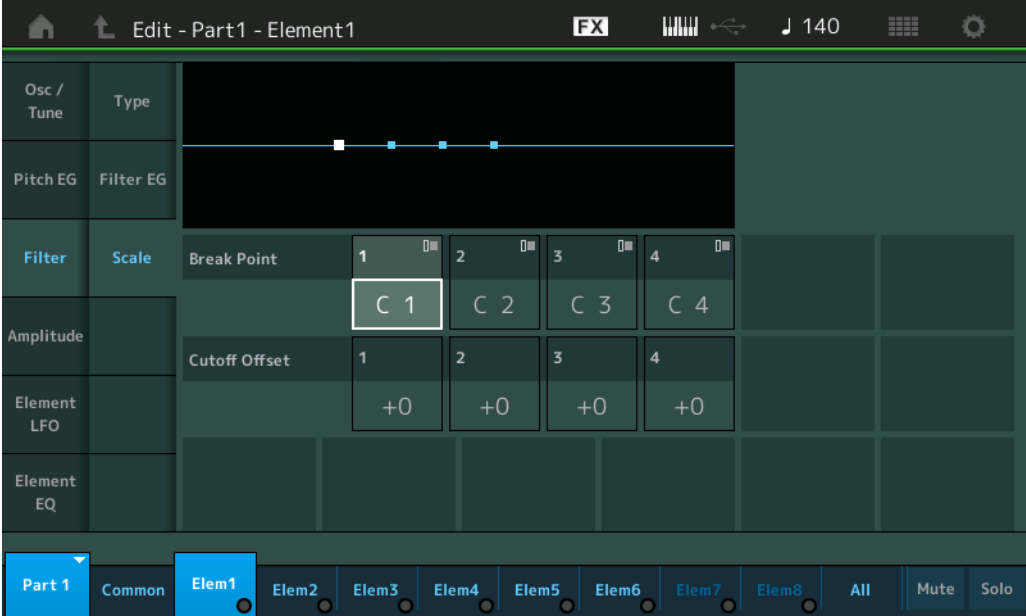 Edit - Part1 - Element1
FX
♩ 140
Osc /
Tune
Type
Pitch EG
Filter EG
Filter
Scale
Break Point
1
2
3
4
C 1
C 2
C 3
C 4
Amplitude
Cutoff Offset
1
2
3
4
+0
+0
+0
+0
Element
LFO
Element
EQ
Part 1
Common
Elem1
Elem2
Elem3
Elem4
Elem5
Elem6
Elem7
Elem8
All
Mute
Solo